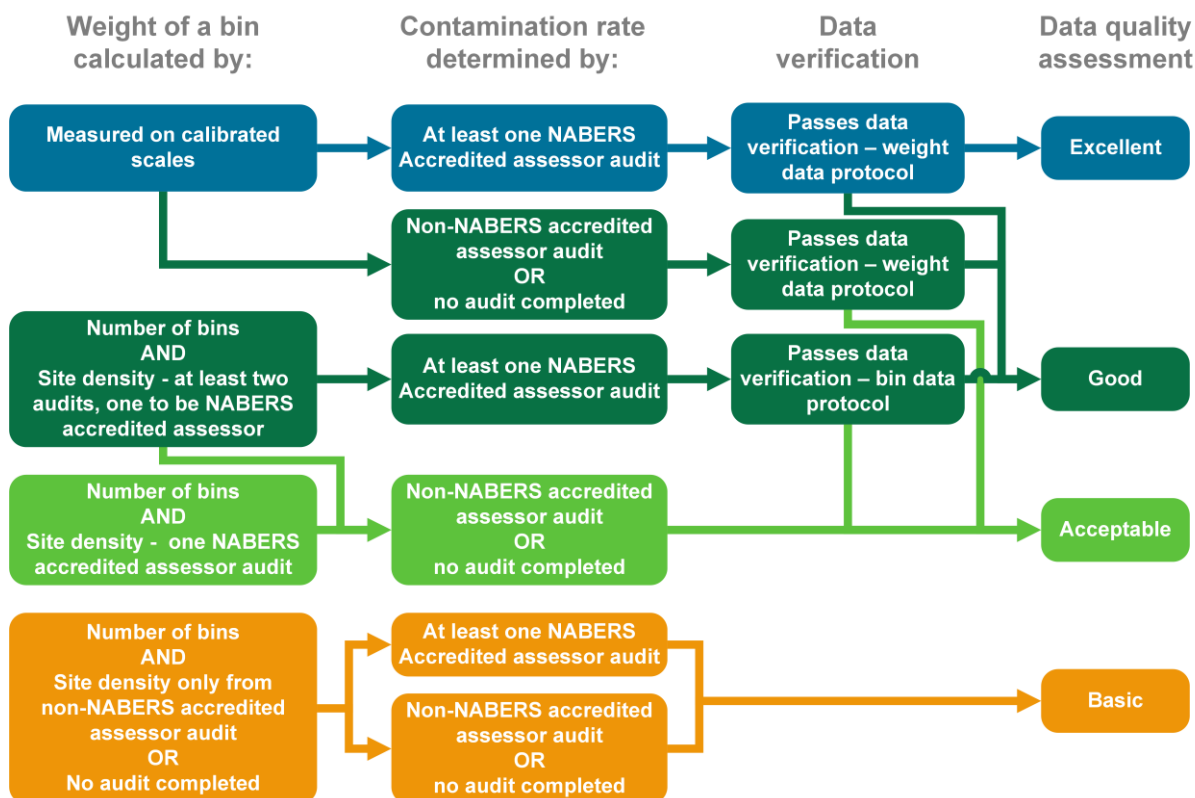 Weight of a bin
calculated by:
Contamination rate
determined by:
Data
verification
Data quality
assessment
Measured on calibrated
scales
At least one NABERS
Accredited assessor audit
Passes data
verification – weight
data protocol
Excellent
Non-NABERS accredited
assessor audit
OR
no audit completed
Passes data
verification – weight
data protocol
Number of bins
AND
Site density - at least two
audits, one to be NABERS
accredited assessor
At least one NABERS
Accredited assessor audit
Passes data
verification – bin data
protocol
Good
Number of bins
AND
Site density -  one NABERS
accredited assessor audit
Non-NABERS accredited
assessor audit
OR
no audit completed
Acceptable
Number of bins
AND
Site density only from
non-NABERS accredited
assessor audit
OR
No audit completed
At least one NABERS
Accredited assessor audit
Non-NABERS accredited
assessor audit
OR
no audit completed
Basic